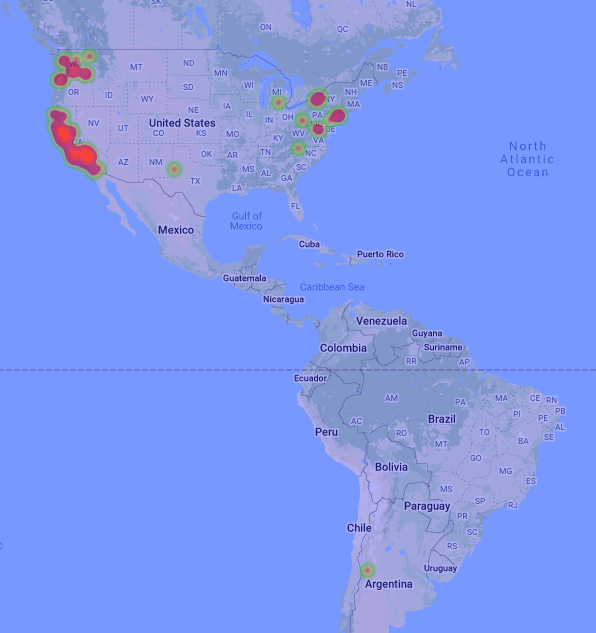 SK
NL
ON
QC
WA
MT
ND
MN
NB
PE
NS
ME
OR
ID
WY
SD
MI
NY
NH
MA
IA
NE
NV
UT
CO
KS
United States
IL
IN
OH
PA
MO
KY
WV
VA
DE
AZ
NM
OK
AR
TN
NC
SC
MS
AL
GA
TX
LA
FL
North
Atlantic
Ocean
Gulf of
Mexico
Mexico
Cuba
Puerto Rico
Guatemala
Caribbean Sea
Nicaragua
Venezuela
Guyana
Suriname
Colombia
RR
AP
Ecuador
AM
PA
MA
CE
RN
PB
PI
PE
AL
SE
AC
Peru
RO
Brazil
TO
MT
BA
GO
Bolivia
MG
ES
MS
SP
RJ
Paraguay
PR
SC
Chile
RS
Uruguay
Argentina